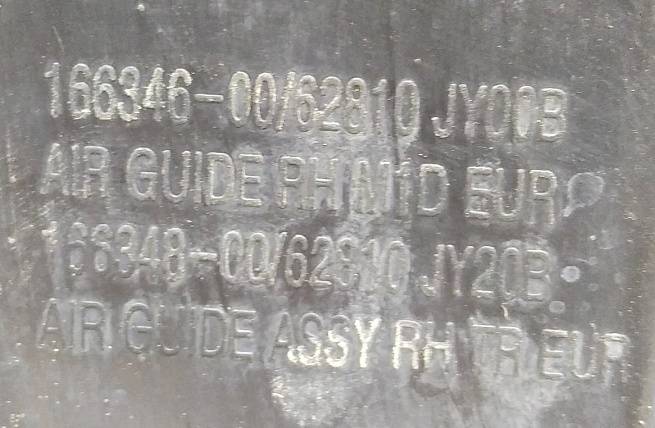 166346-00/62810 JY00B
AIR GUIDE RH M1D EUR
166348-00/62810 JY20B
AIR GUIDE ASSY RH TR EUR